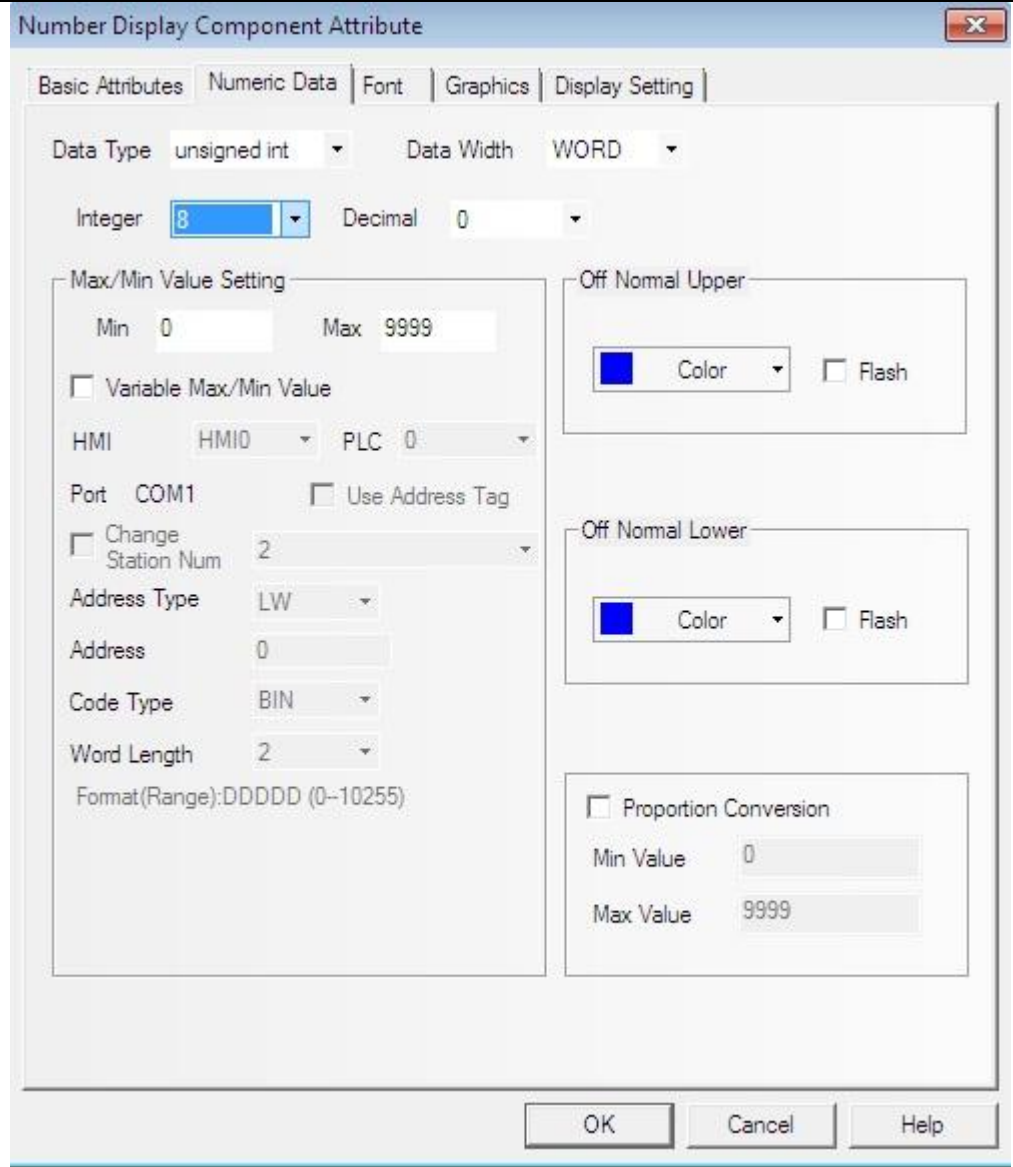 Number Display Component Attribute
Basic Attributes Numeric Data Font Graphics Display Setting
Data Type unsigned int Data Width WORD
Integer 8 Decimal 0
Max/Min Value Setting
Min 0 Max 9999
Variable Max/Min Value
HMI HMI0 PLC 0
Port COM1 Use Address Tag
Change
Station Num 2
Address Type LW
Address 0
Code Type BIN
Word Length 2
Format(Range):DDDDD (0--10255)
Off Normal Upper
Color Flash
Off Normal Lower
Color Flash
Proportion Conversion
Min Value 0
Max Value 9999
OK Cancel Help